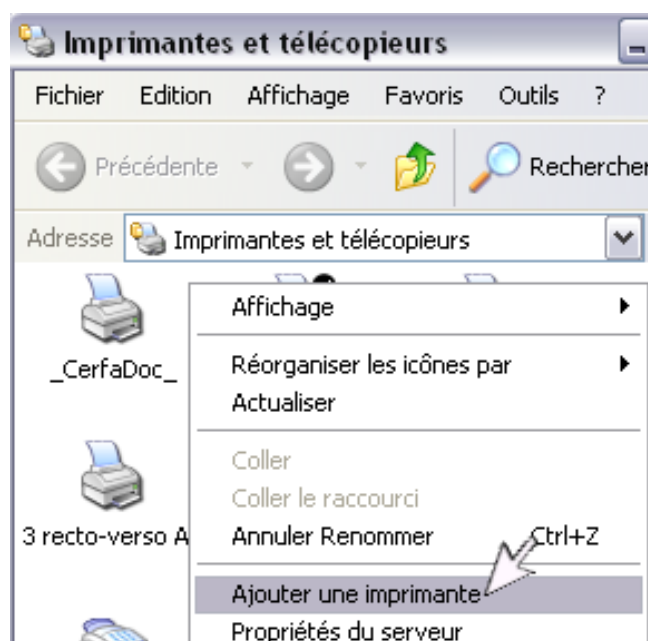 Imprimantes et télécopieurs
Fichier Edition Affichage Favoris Outils ?
Précédente Rechercher
Adresse Imprimantes et télécopieurs
Affichage
_CerfaDoc_
Réorganiser les icônes par
Actualiser
Coller
Coller le raccourci
3 recto-verso A
Annuler Renommer Ctrl+Z
Ajouter une imprimante
Propriétés du serveur